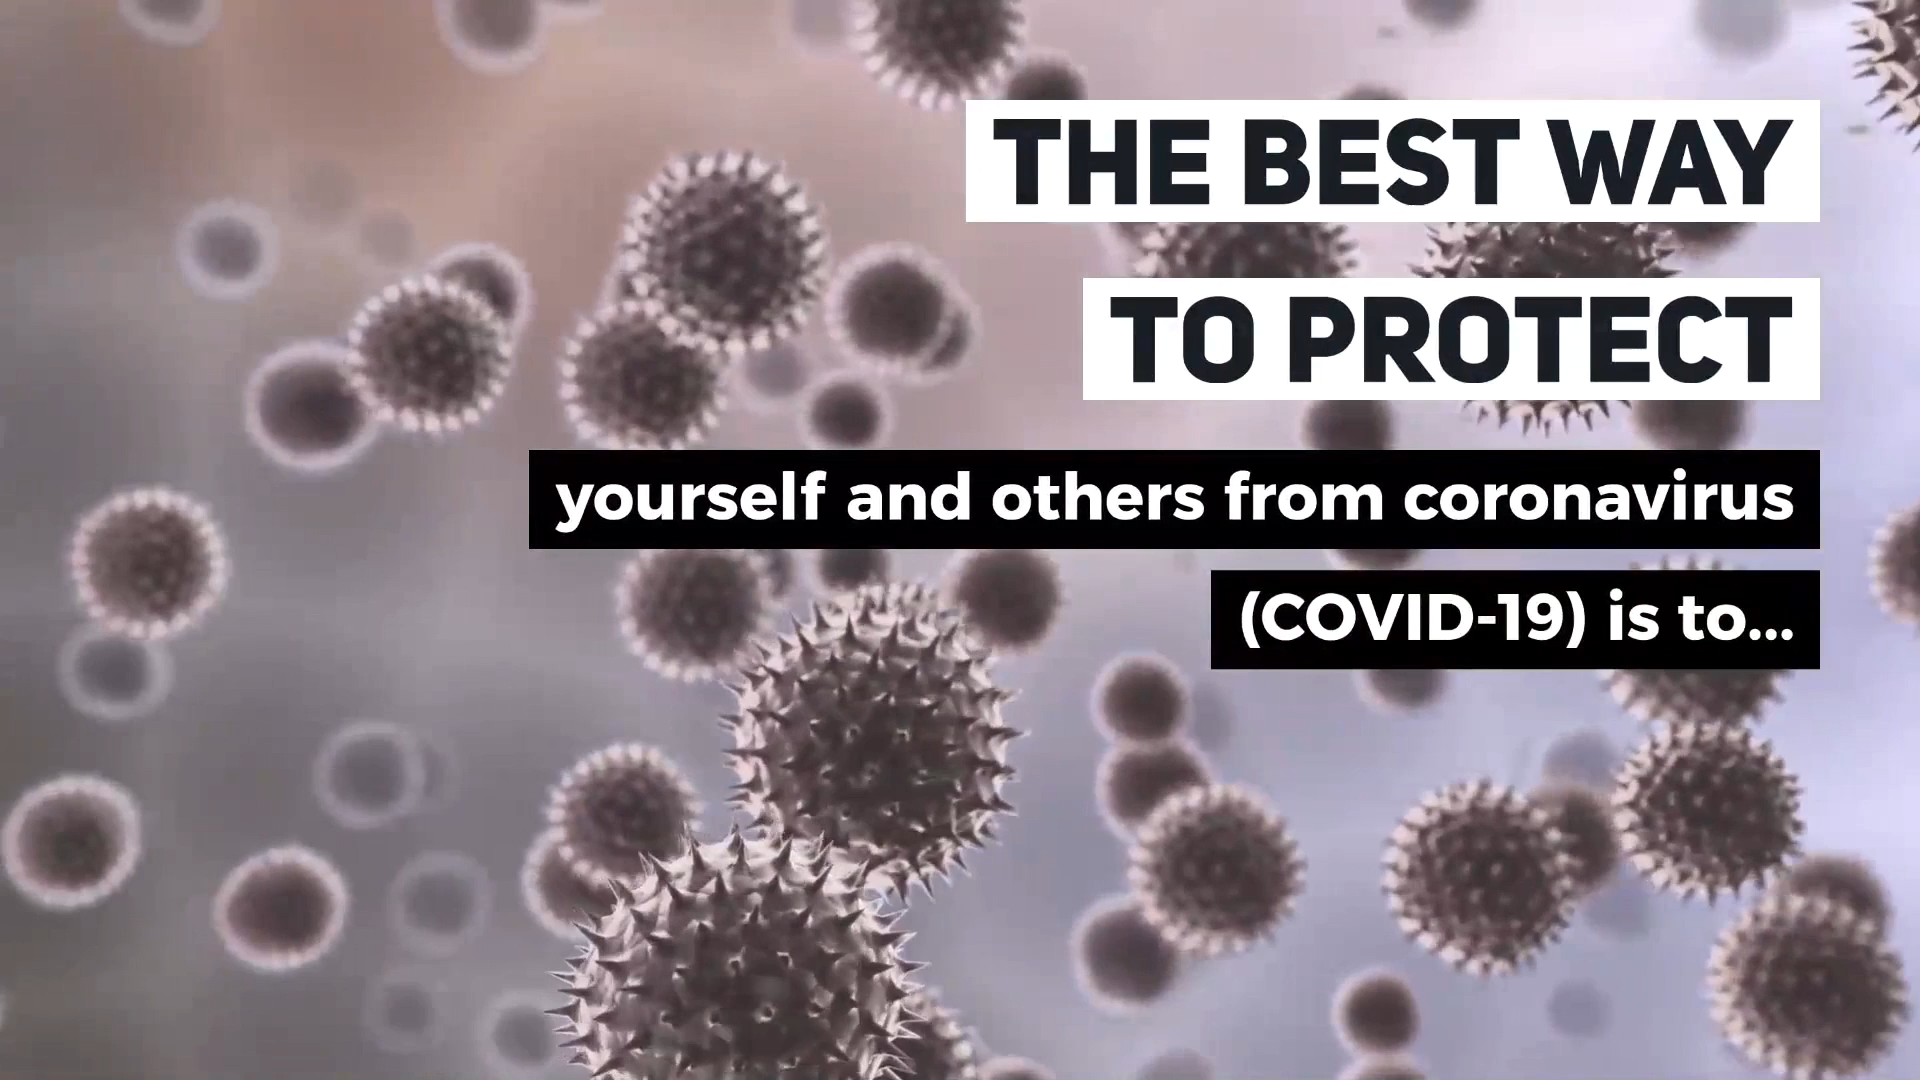 THE BEST WAY
TO PROTECT
yourself and others from coronavirus
(COVID-19) is to...